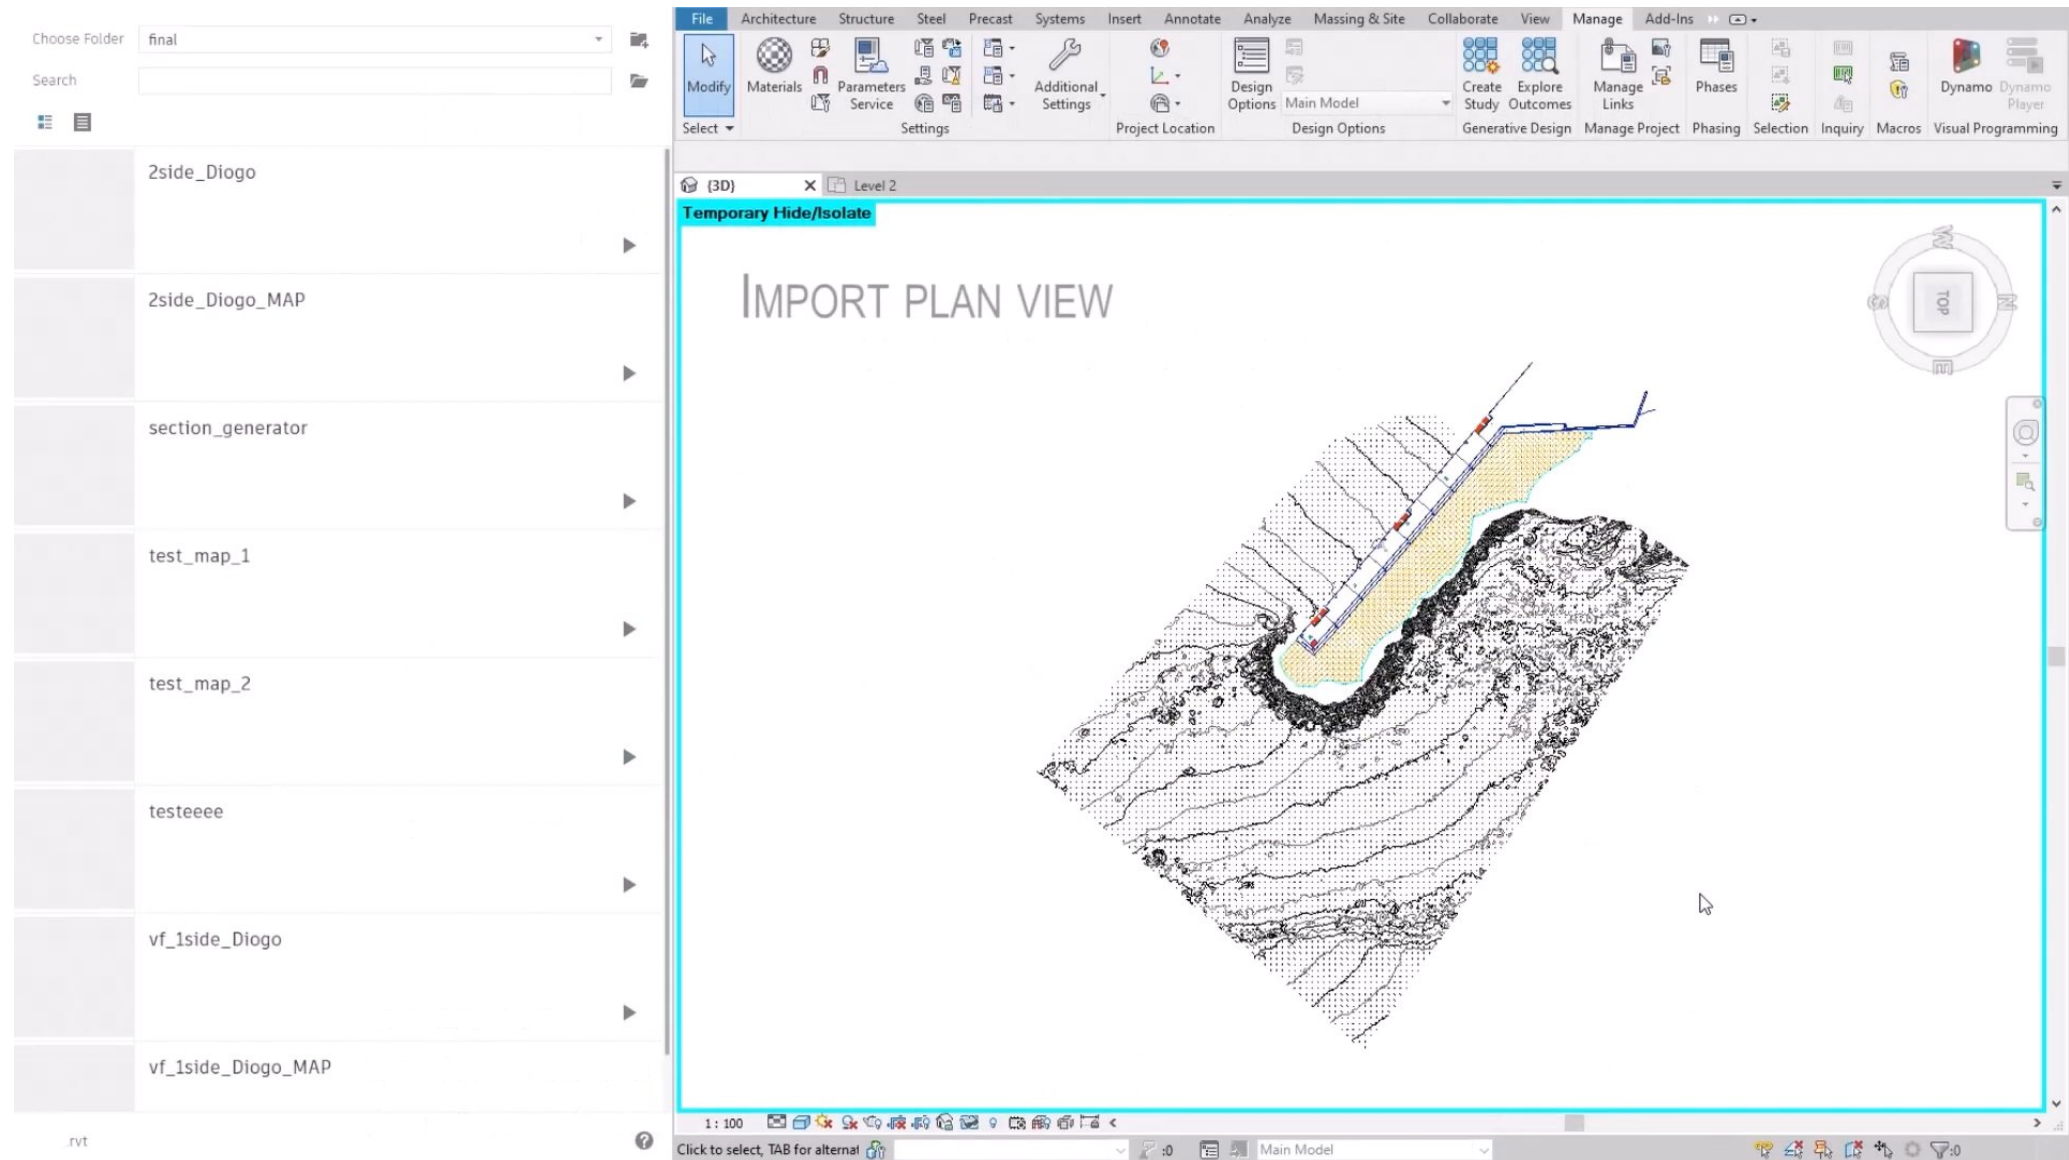 Choose Folder final
Search
2side_Diogo
2side_Diogo_MAP
section_generator
test_map_1
test_map_2
testeeee
vf_1side_Diogo
vf_1side_Diogo_MAP
.rvt
File Architecture Structure Steel Precast Systems Insert Annotate Analyze Massing & Site Collaborate View Manage Add-Ins
Modify Materials Parameters Service Additional Settings Design Options Main Model Create Study Explore Outcomes Manage Links Phases Dynamo Dynamo Player
Select Settings Project Location Design Options Generative Design Manage Project Phasing Selection Inquiry Macros Visual Programming
{3D} Level 2
Temporary Hide/Isolate
IMPORT PLAN VIEW
W
S TOP N
E
1 : 100
Click to select, TAB for alternat :0 Main Model :0